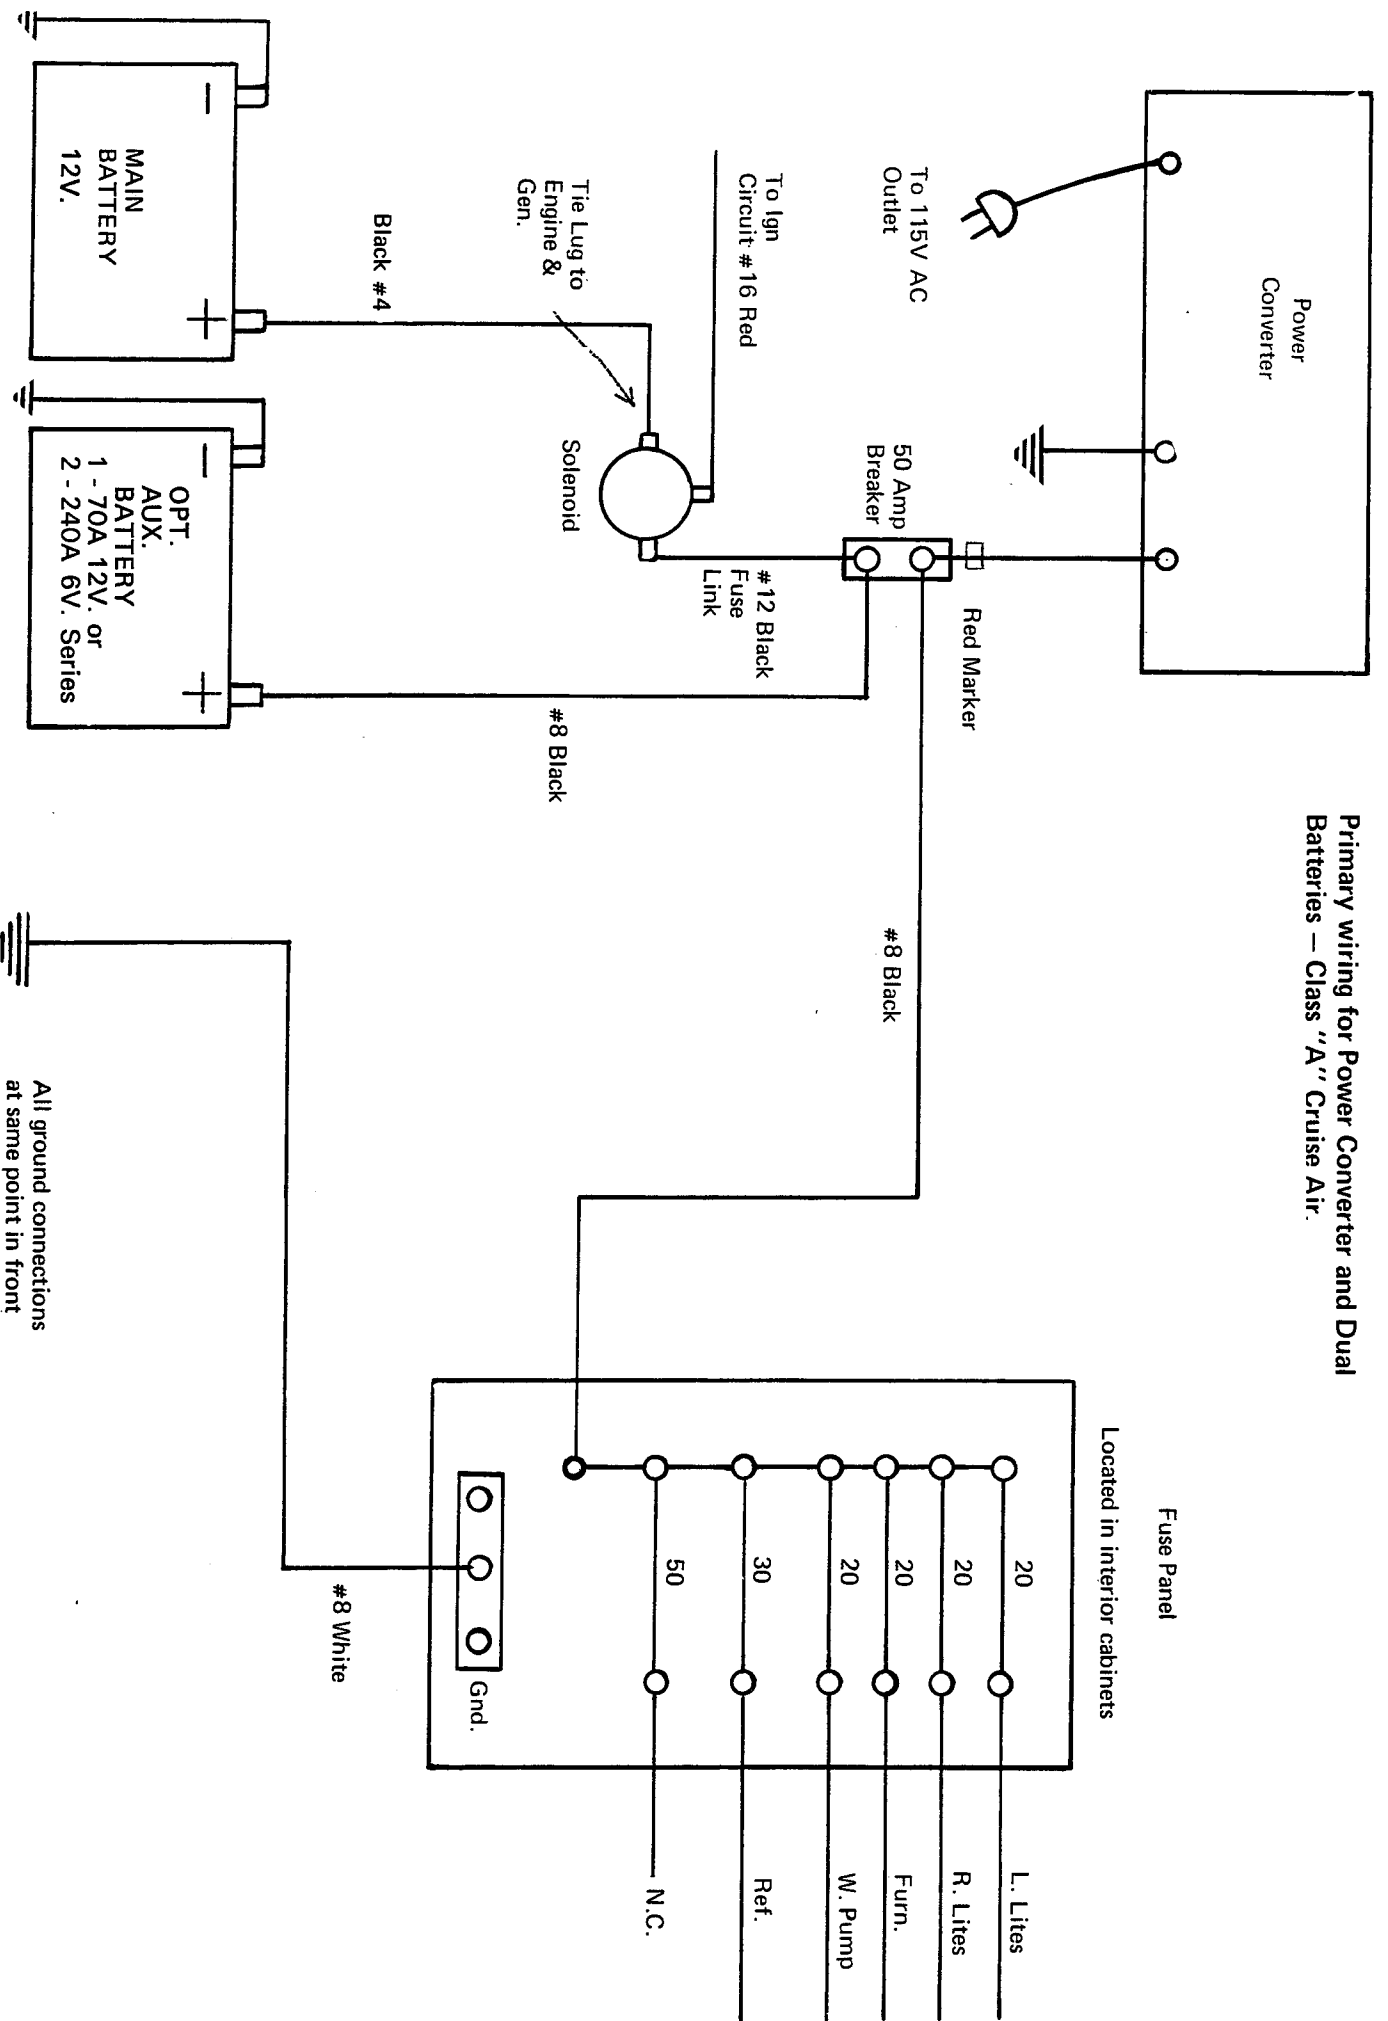 Primary wiring for Power Converter and Dual
Batteries — Class "A" Cruise Air.
Power
Converter
To 115V AC
Outlet
50 Amp
Breaker
Red Marker
To Ign
Circuit #16 Red
#12 Black
Fuse
Link
Solenoid
Tie Lug to
Engine &
Gen.
Black #4
#8 Black
#8 Black
—
+
MAIN
BATTERY
12V.
—
+
OPT.
AUX.
BATTERY
1 - 70A 12V. or
2 - 240A 6V. Series
Fuse Panel
Located in interior cabinets
20
L. Lites
20
R. Lites
20
Furn.
20
W. Pump
30
Ref.
50
N.C.
Gnd.
#8 White
All ground connections
at same point in front